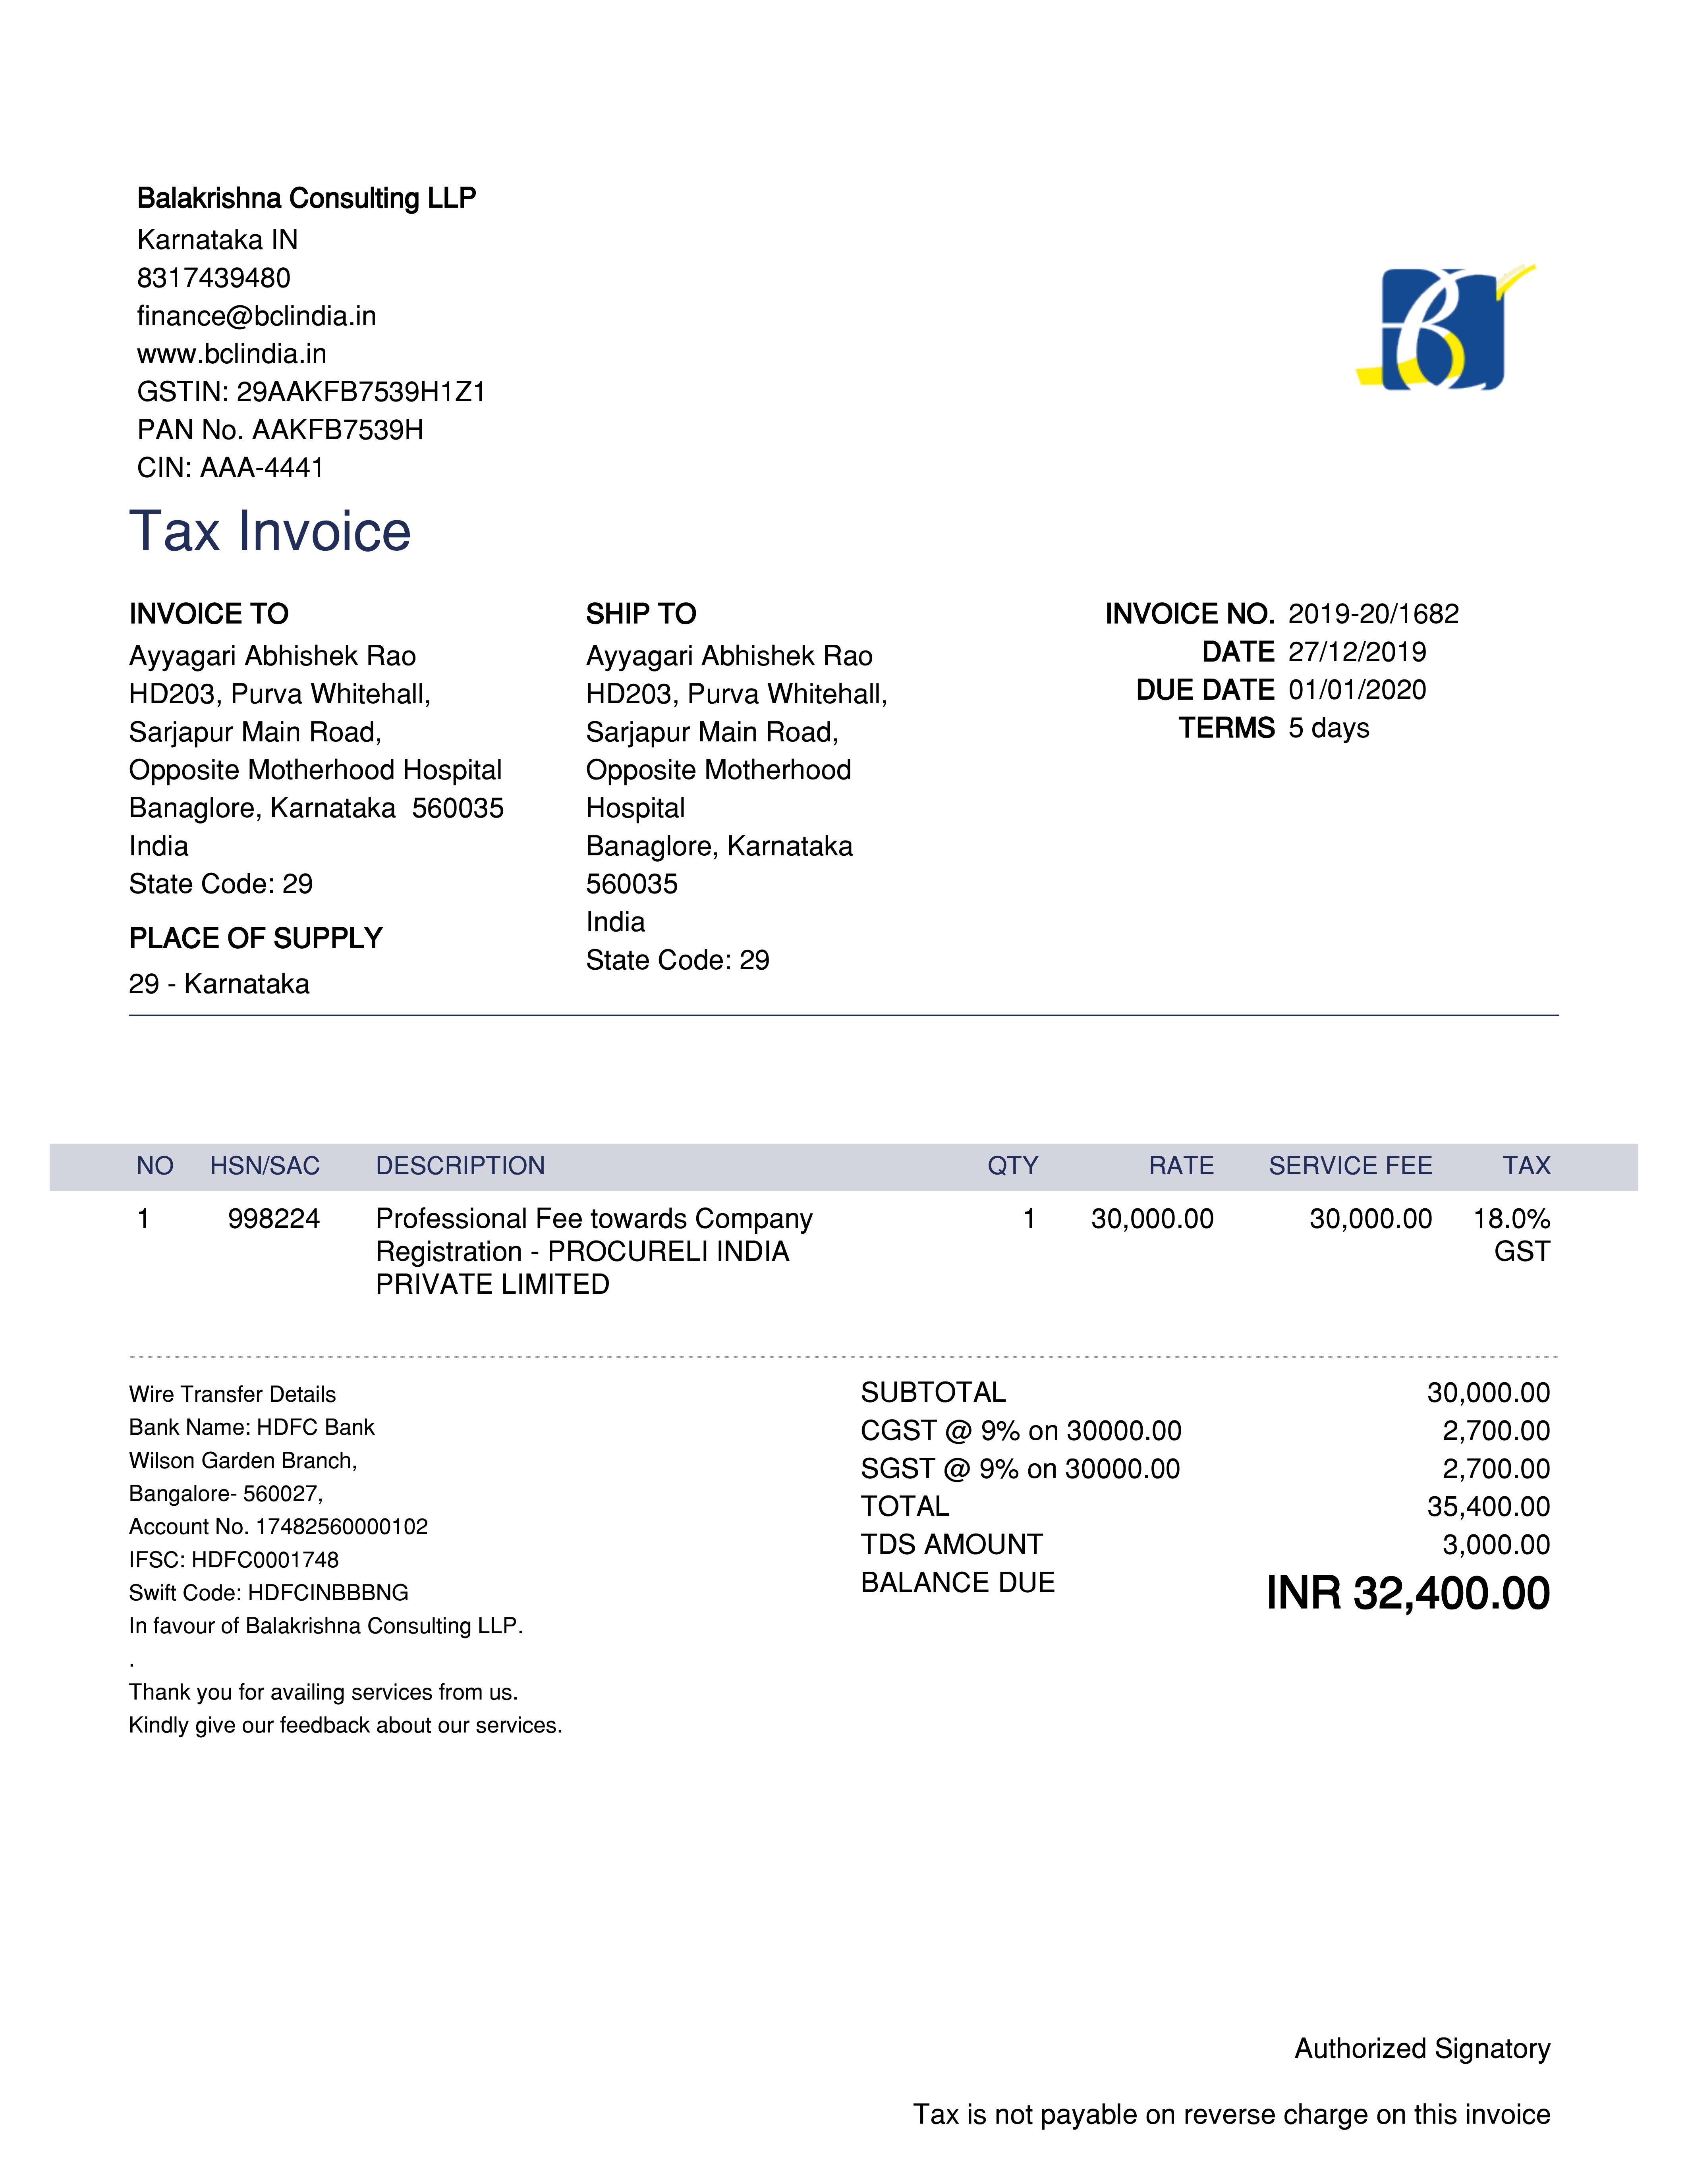 Balakrishna Consulting LLP
Karnataka IN
8317439480
finance@bclindia.in
www.bclindia.in
GSTIN: 29AAKFB7539H1Z1
PAN No. AAKFB7539H
CIN: AAA-4441
Tax Invoice
INVOICE TO
Ayyagari Abhishek Rao
HD203, Purva Whitehall,
Sarjapur Main Road,
Opposite Motherhood Hospital
Banaglore, Karnataka  560035
India
State Code: 29
PLACE OF SUPPLY
29 - Karnataka
SHIP TO
Ayyagari Abhishek Rao
HD203, Purva Whitehall,
Sarjapur Main Road,
Opposite Motherhood
Hospital
Banaglore, Karnataka
560035
India
State Code: 29
INVOICE NO. 2019-20/1682
DATE 27/12/2019
DUE DATE 01/01/2020
TERMS 5 days
NO HSN/SAC DESCRIPTION QTY RATE SERVICE FEE TAX
1 998224 Professional Fee towards Company 1 30,000.00 30,000.00 18.0%
Registration - PROCURELI INDIA GST
PRIVATE LIMITED
Wire Transfer Details
Bank Name: HDFC Bank
Wilson Garden Branch,
Bangalore- 560027,
Account No. 17482560000102
IFSC: HDFC0001748
Swift Code: HDFCINBBBNG
In favour of Balakrishna Consulting LLP.
.
Thank you for availing services from us.
Kindly give our feedback about our services.
SUBTOTAL 30,000.00
CGST @ 9% on 30000.00 2,700.00
SGST @ 9% on 30000.00 2,700.00
TOTAL 35,400.00
TDS AMOUNT 3,000.00
BALANCE DUE INR 32,400.00
Authorized Signatory
Tax is not payable on reverse charge on this invoice